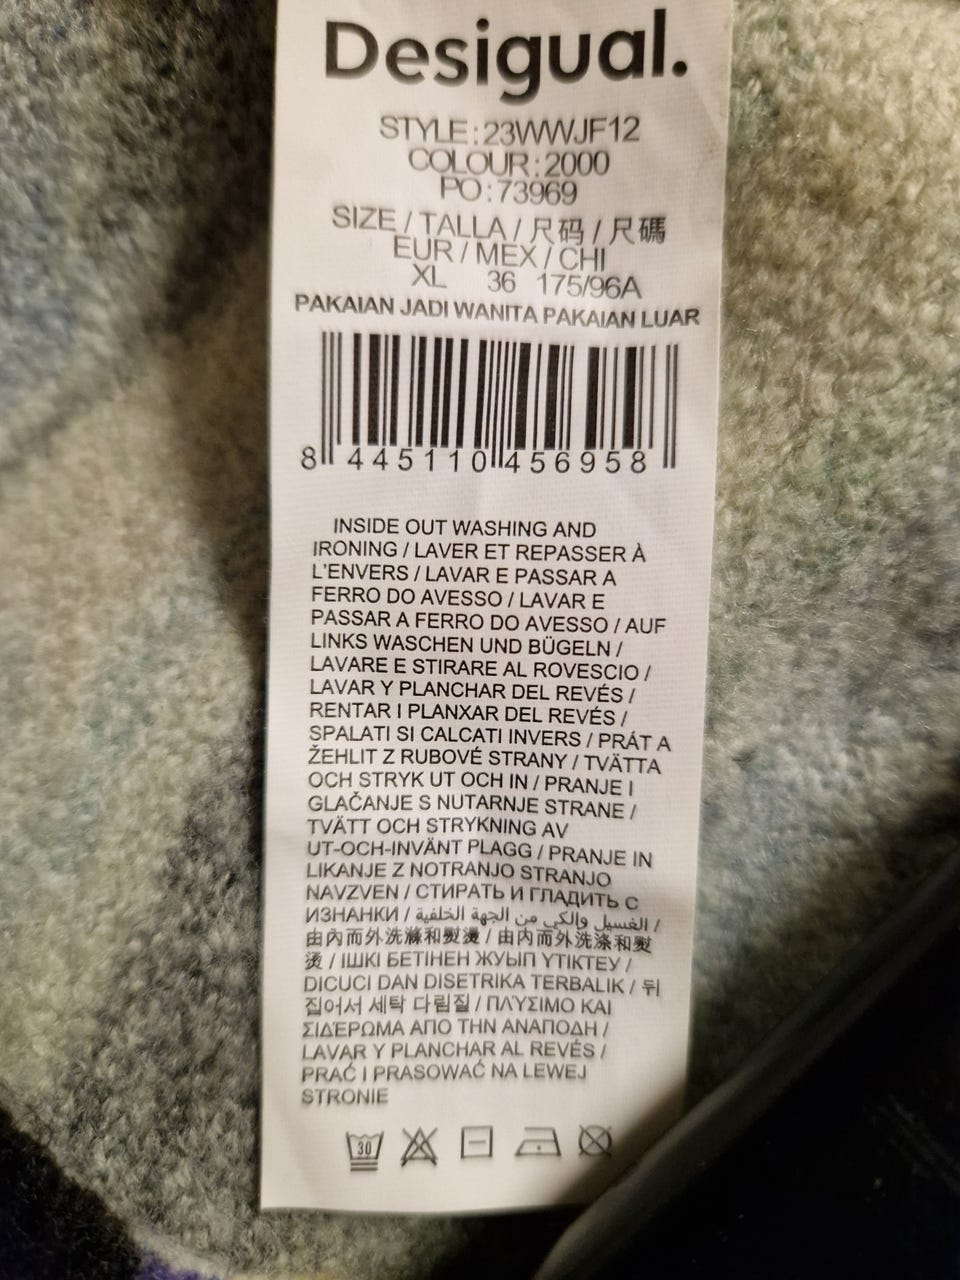 Desigual.
STYLE:23WWJF12
COLOUR:2000
PO:73969
SIZE / TALLA / 尺码 / 尺碼
EUR / MEX / CHI
XL 36 175/96A
PAKAIAN JADI WANITA PAKAIAN LUAR
8 445110 456958
INSIDE OUT WASHING AND
IRONING / LAVER ET REPASSER À
L'ENVERS / LAVAR E PASSAR A
FERRO DO AVESSO / LAVAR E
PASSAR A FERRO DO AVESSO / AUF
LINKS WASCHEN UND BÜGELN /
LAVARE E STIRARE AL ROVESCIO /
LAVAR Y PLANCHAR DEL REVÉS /
RENTAR I PLANXAR DEL REVÉS /
SPALATI SI CALCATI INVERS / PRÁT A
ŽEHLIT Z RUBOVÉ STRANY / TVÄTTA
OCH STRYK UT OCH IN / PRANJE I
GLAČANJE S NUTARNJE STRANE /
TVÄTT OCH STRYKNING AV
UT-OCH-INVÄNT PLAGG / PRANJE IN
LIKANJE Z NOTRANJO STRANJO
NAVZVEN / СТИРАТЬ И ГЛАДИТЬ С
ИЗНАНКИ / الغسيل والكي من الجهة الخلفية /
由內而外洗滌和熨燙 / 由内而外洗涤和熨
烫 / ІШКІ БЕТІНЕН ЖУЫП ҮТІКТЕУ /
DICUCI DAN DISETRIKA TERBALIK / 뒤
집어서 세탁 다림질 / ΠΛΎΣΙΜΟ ΚΑΙ
ΣΙΔΈΡΩΜΑ ΑΠΟ ΤΗΝ ΑΝΑΠΟΔΗ /
LAVAR Y PLANCHAR AL REVÉS /
PRAĆ I PRASOWAĆ NA LEWEJ
STRONIE
30